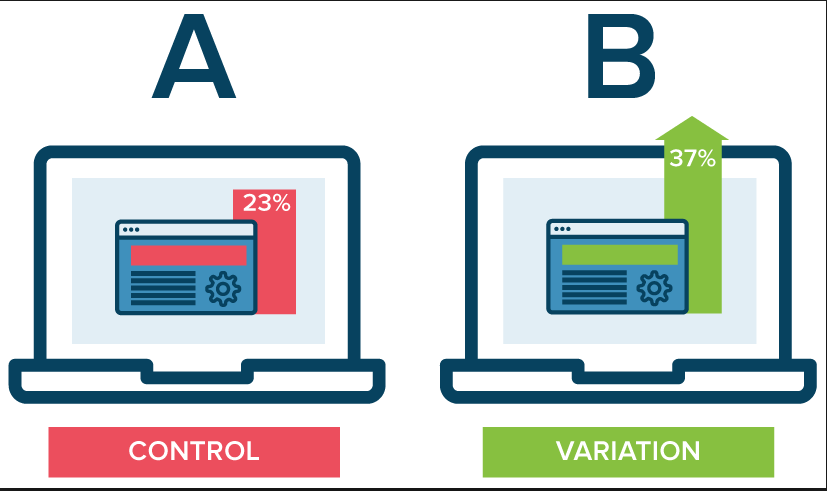 A
B
23%
37%
CONTROL
VARIATION